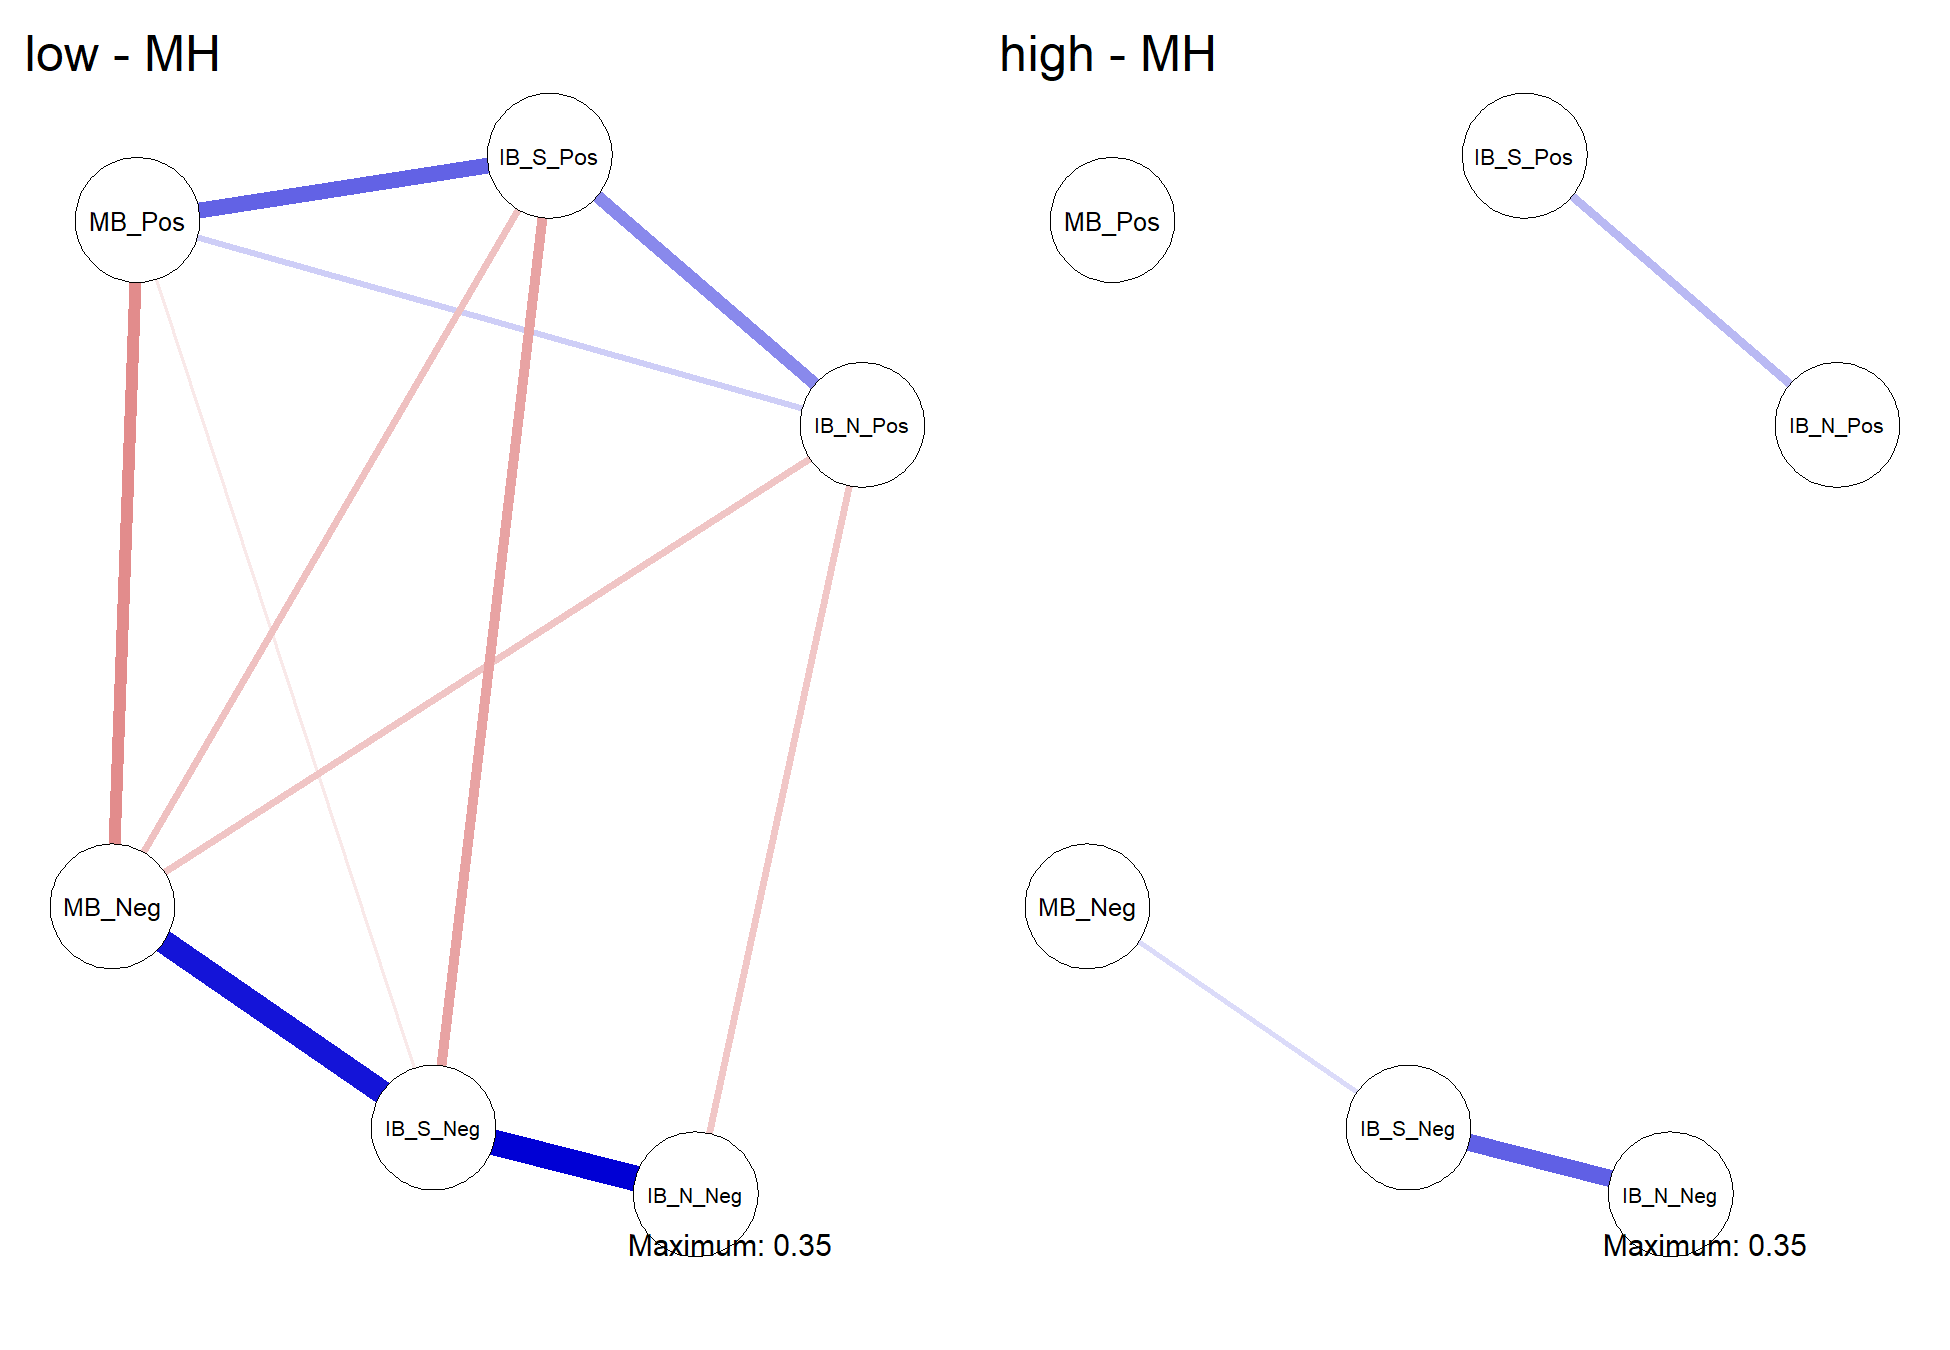 low - MH
IB_S_Pos
MB_Pos
IB_N_Pos
MB_Neg
IB_S_Neg
IB_N_Neg
Maximum: 0.35
high - MH
IB_S_Pos
MB_Pos
IB_N_Pos
MB_Neg
IB_S_Neg
IB_N_Neg
Maximum: 0.35